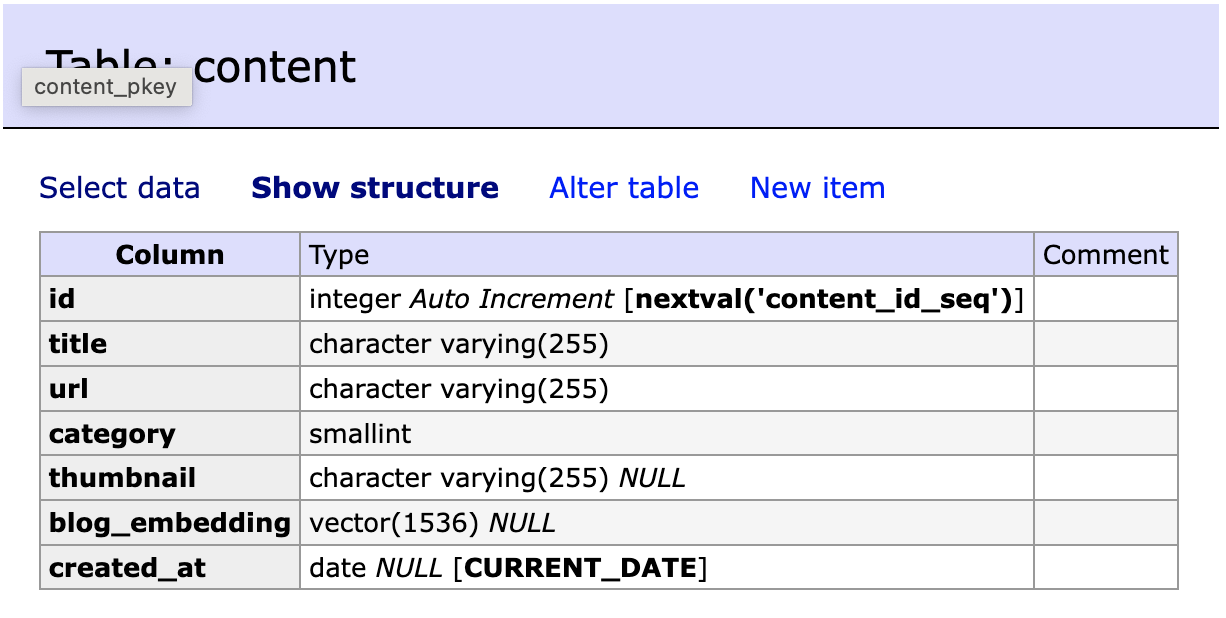 Table: content
content_pkey
Select data Show structure Alter table New item
Column Type Comment
id integer Auto Increment [nextval('content_id_seq')]
title character varying(255)
url character varying(255)
category smallint
thumbnail character varying(255) NULL
blog_embedding vector(1536) NULL
created_at date NULL [CURRENT_DATE]